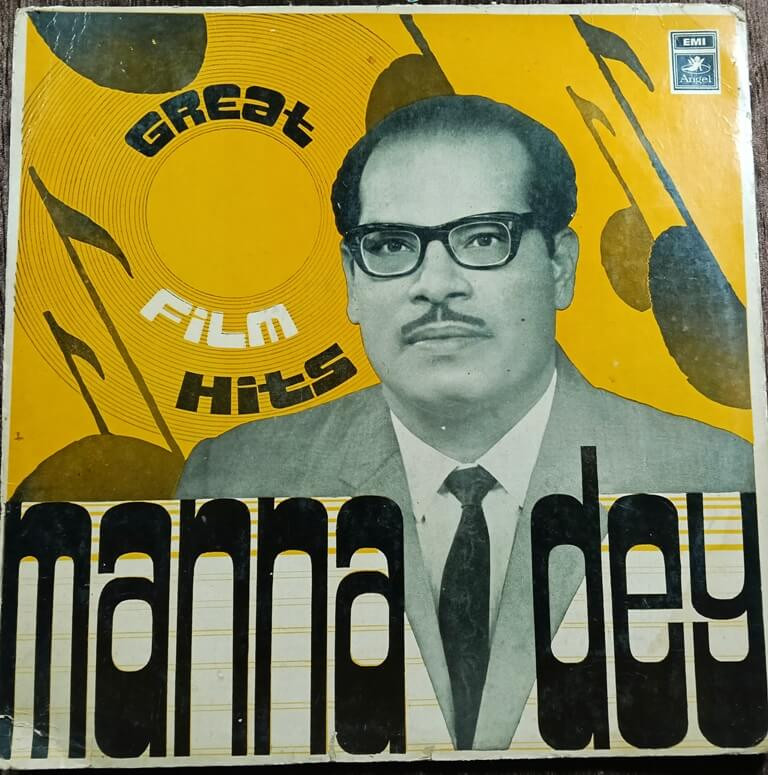 EMI
Angel
GReat
FiLM
Hits
manna dey